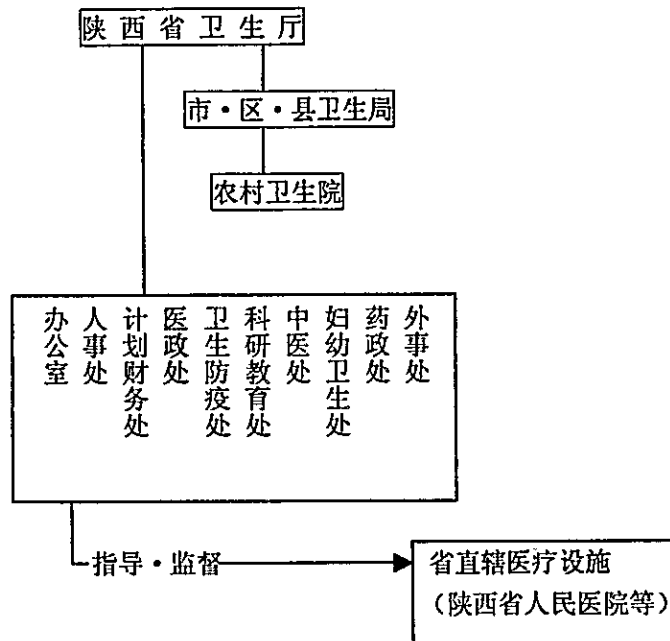 陕西省卫生厅
市·区·县卫生局
农村卫生院
办公室
人事处
计划财务处
医政处
卫生防疫处
科研教育处
中医处
妇幼卫生处
药政处
外事处
指导·监督
省直辖医疗设施
（陕西省人民医院等）